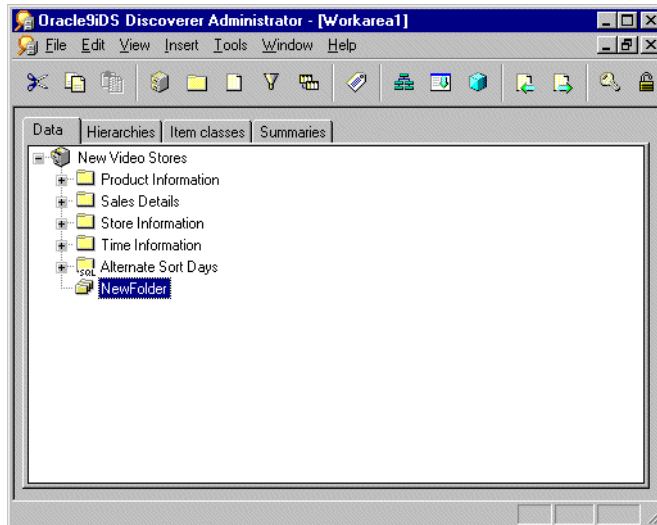 Oracle9iDS Discoverer Administrator - [Workarea1]
File Edit View Insert Tools Window Help
Data Hierarchies Item classes Summaries
New Video Stores
Product Information
Sales Details
Store Information
Time Information
SQL Alternate Sort Days
NewFolder